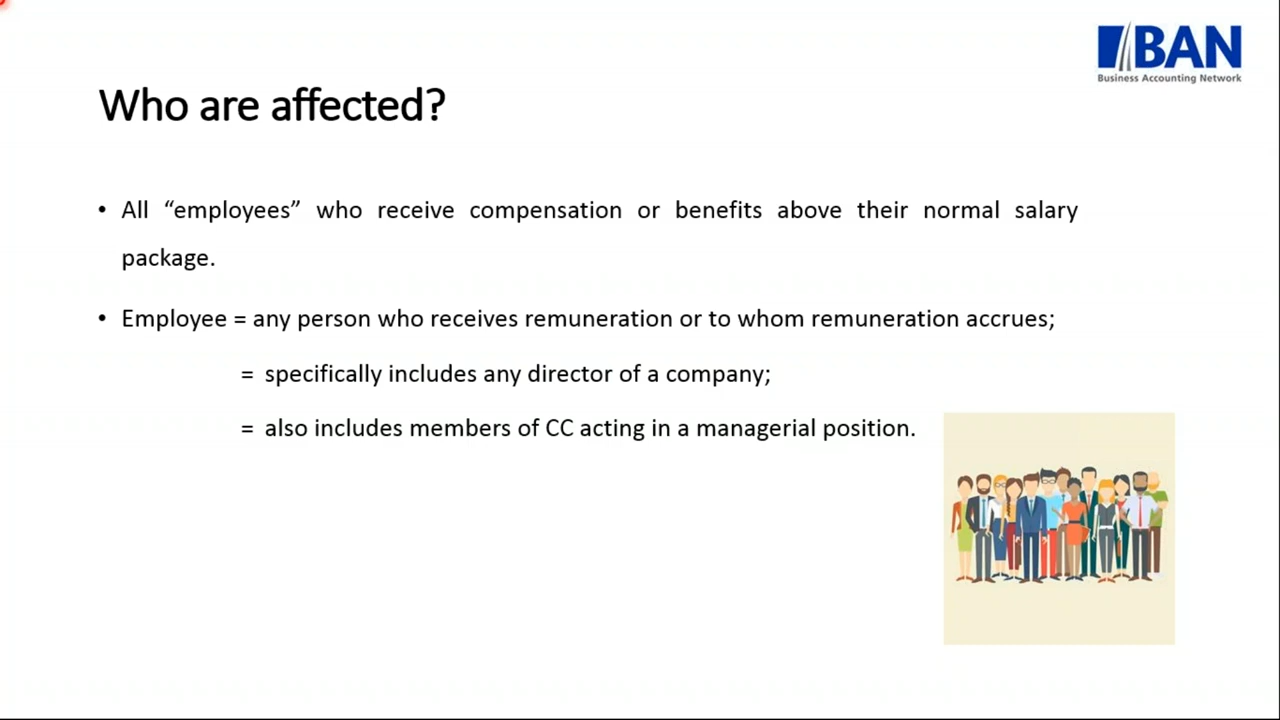 BAN
Business Accounting Network
Who are affected?
• All “employees” who receive compensation or benefits above their normal salary
package.
• Employee = any person who receives remuneration or to whom remuneration accrues;
= specifically includes any director of a company;
= also includes members of CC acting in a managerial position.